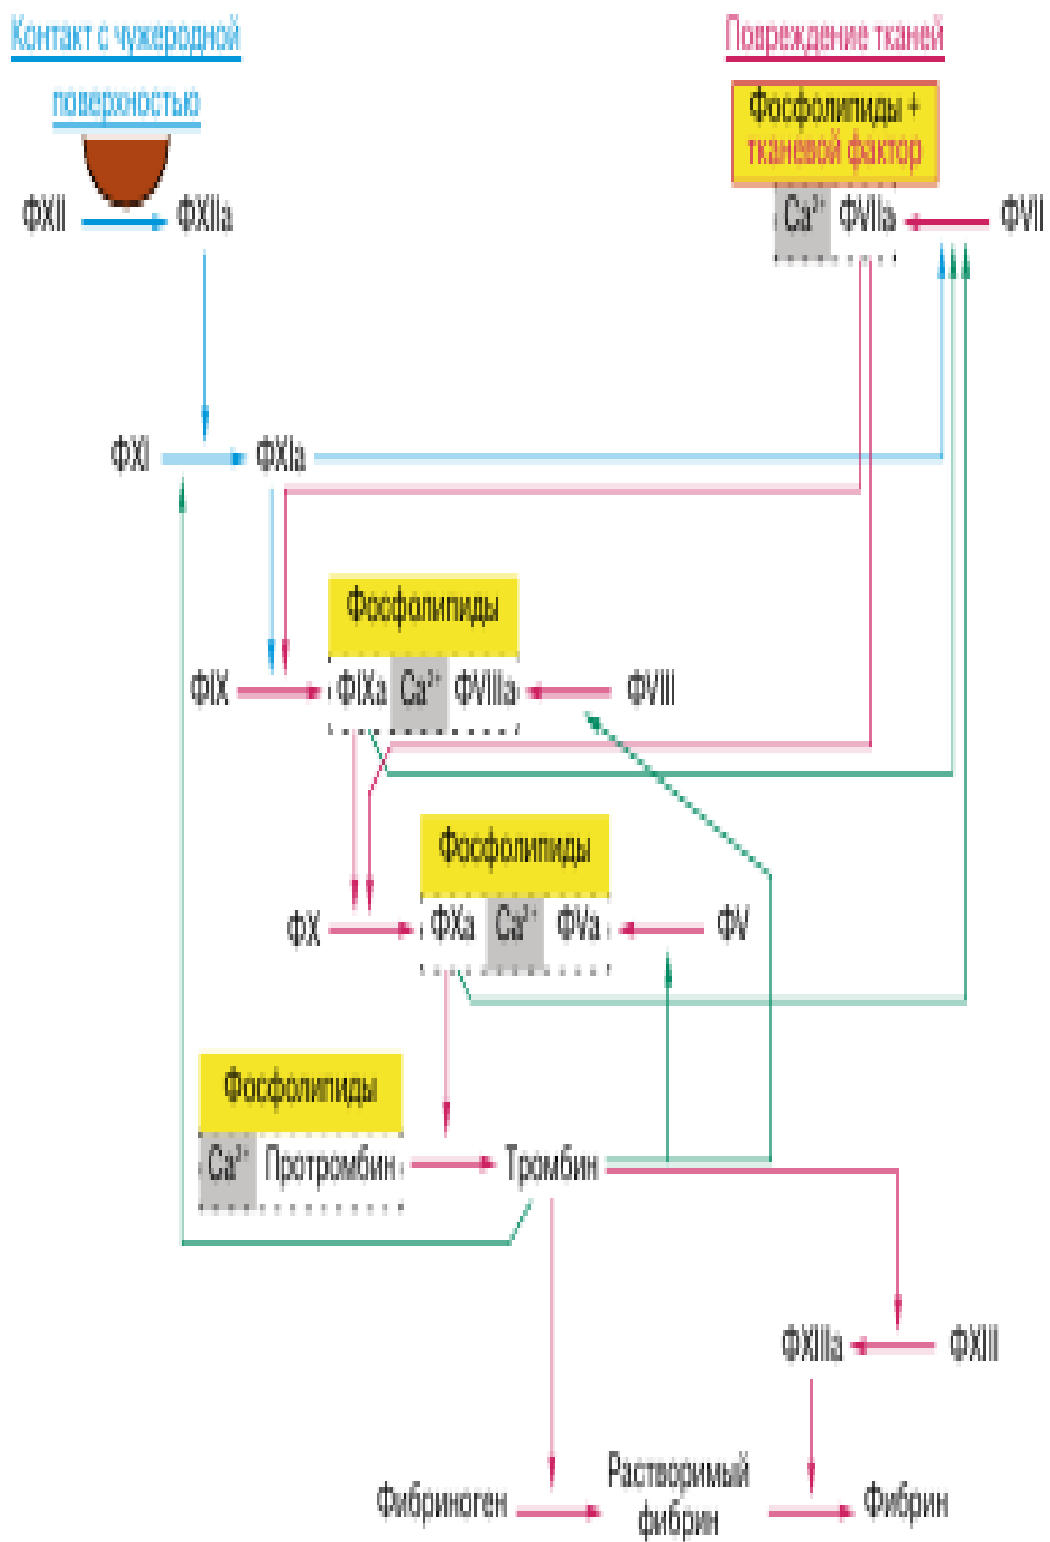 Контакт с чужеродной
поверхностью
Повреждение тканей
Фосфолипиды +
тканевой фактор
ФXII
ФXIIa
Ca²⁺
ФVIIa
ФVII
ФXI
ФXIa
Фосфолипиды
ФIX
ФIXa
Ca²⁺
ФVIIIa
ФVIII
Фосфолипиды
ФX
ФXa
Ca²⁺
ФVa
ФV
Фосфолипиды
Ca²⁺
Протромбин
Тромбин
ФXIIIa
ФXIII
Фибриноген
Растворимый
фибрин
Фибрин